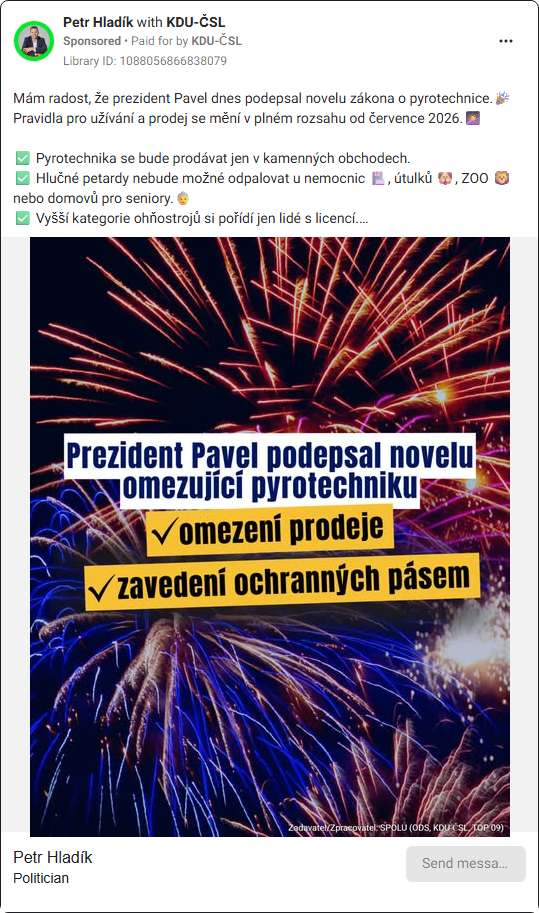 Petr Hladík with KDU-ČSL
Sponsored • Paid for by KDU-ČSL
Library ID: 1088056866838079
Mám radost, že prezident Pavel dnes podepsal novelu zákona o pyrotechnice. 🎉
Pravidla pro užívání a prodej se mění v plném rozsahu od července 2026. 🎆
✅ Pyrotechnika se bude prodávat jen v kamenných obchodech.
✅ Hlučné petardy nebude možné odpalovat u nemocnic 🏥, útulků 🐶, ZOO 🦁
nebo domovů pro seniory. 👵
✅ Vyšší kategorie ohňostrojů si pořídí jen lidé s licencí....
Prezident Pavel podepsal novelu
omezující pyrotechniku
✓omezení prodeje
✓zavedení ochranných pásem
Zadavatel/Zpracovatel: SPOLU (ODS, KDU-ČSL, TOP 09)
Petr Hladík
Politician
Send messa...